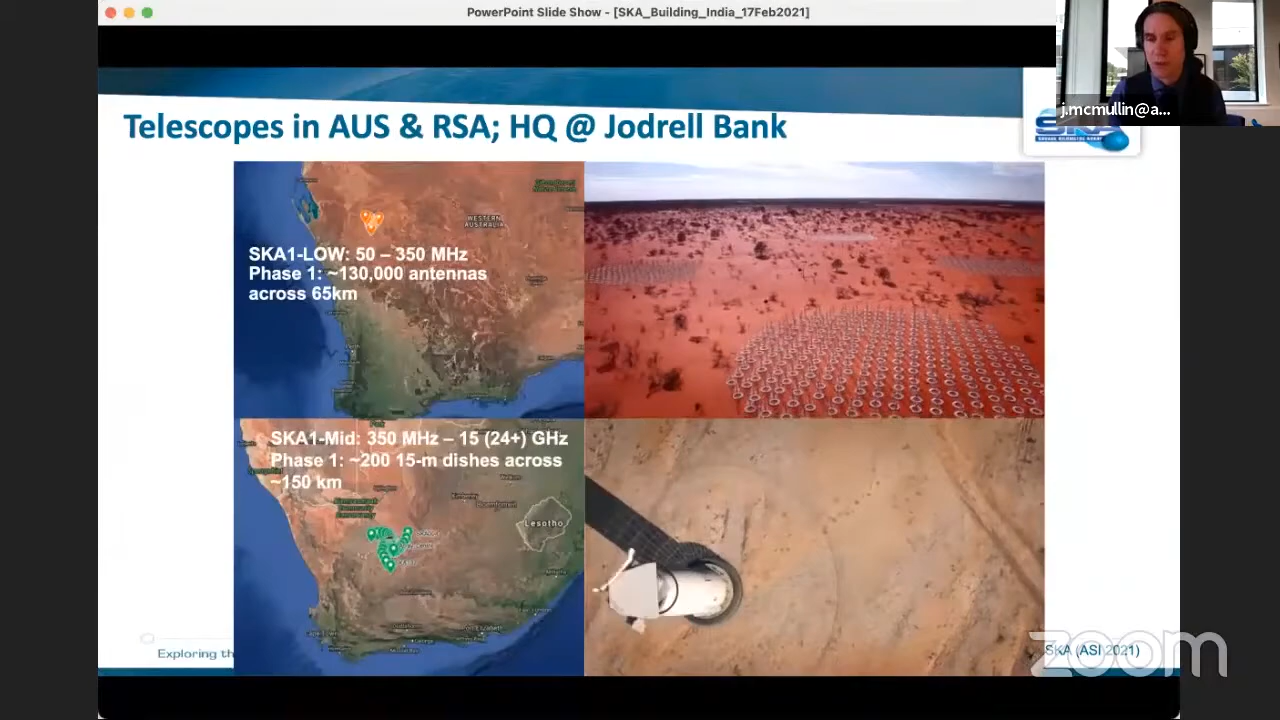 PowerPoint Slide Show - [SKA_Building_India_17Feb2021]
j.mcmullin@a...
Telescopes in AUS & RSA; HQ @ Jodrell Bank
SKA
WESTERN
AUSTRALIA
SKA1-LOW: 50 – 350 MHz
Phase 1: ~130,000 antennas
across 65km
SKA1-Mid: 350 MHz – 15 (24+) GHz
Phase 1: ~200 15-m dishes across
~150 km
Lesotho
Exploring th
SKA (ASI 2021)
zoom